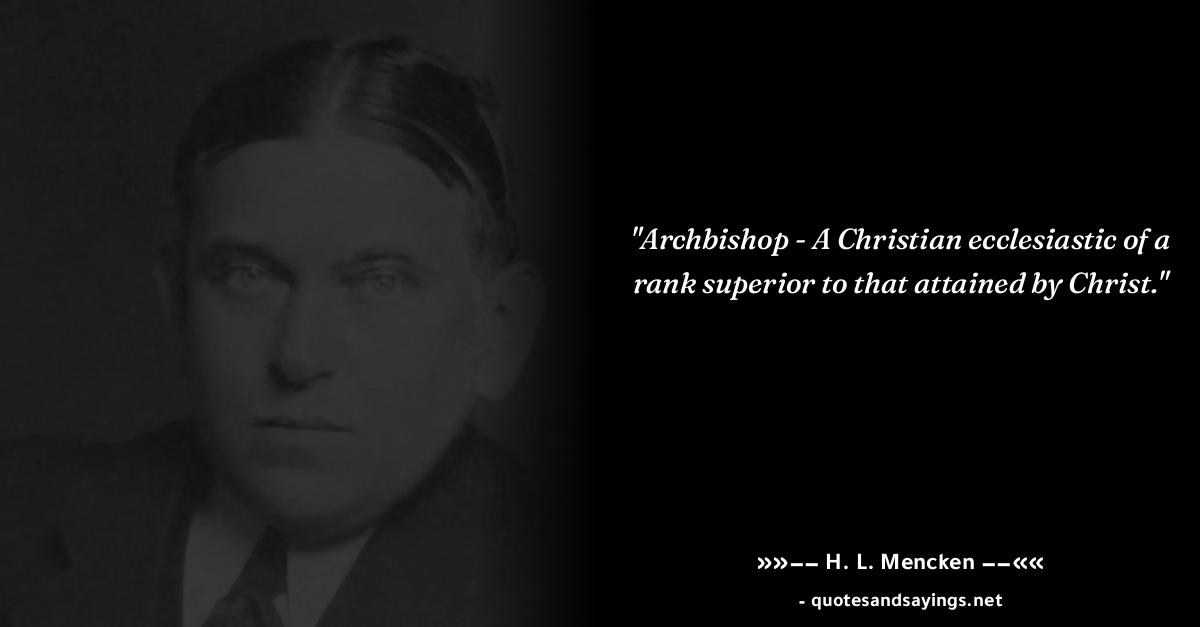 "Archbishop - A Christian ecclesiastic of a
rank superior to that attained by Christ."
»»−− H. L. Mencken −−««
- quotesandsayings.net